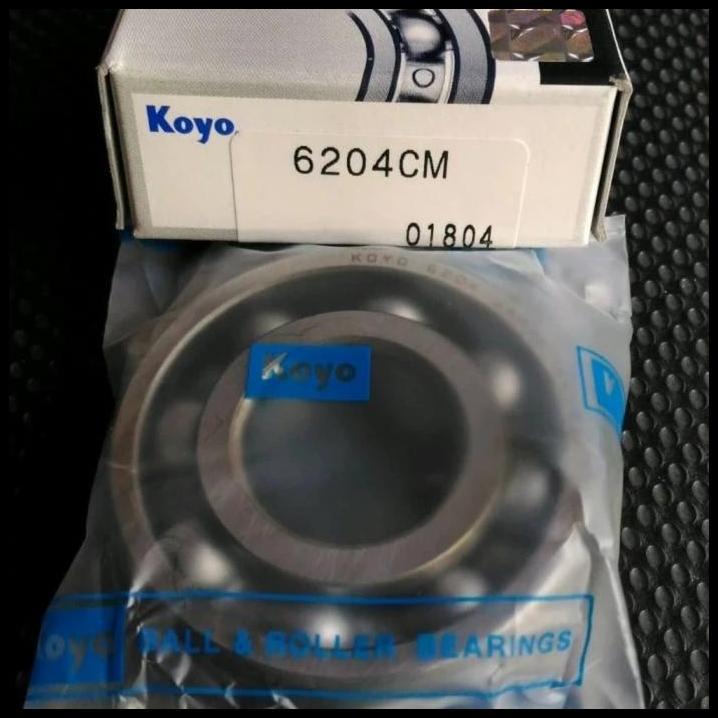 Koyo
6204CM
01804
KOYO 6204
Koyo
Koyo BALL & ROLLER BEARINGS